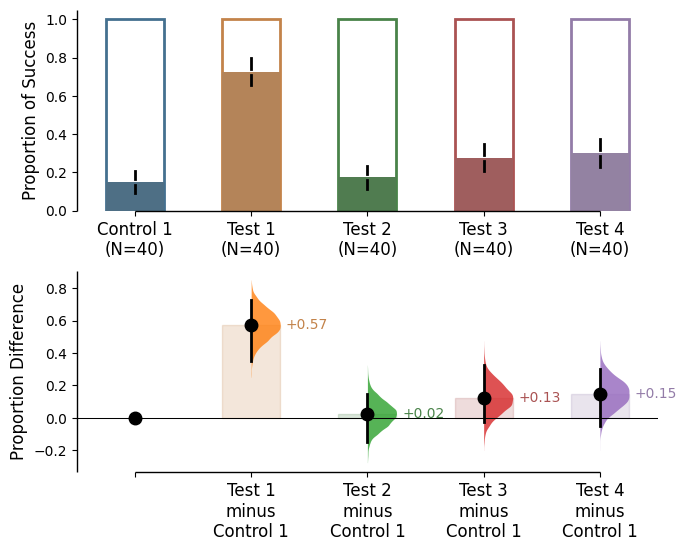 Proportion of Success
1.0
0.8
0.6
0.4
0.2
0.0
Control 1
(N=40)
Test 1
(N=40)
Test 2
(N=40)
Test 3
(N=40)
Test 4
(N=40)
Proportion Difference
0.8
0.6
0.4
0.2
0.0
−0.2
+0.57
+0.02
+0.13
+0.15
Test 1
minus
Control 1
Test 2
minus
Control 1
Test 3
minus
Control 1
Test 4
minus
Control 1